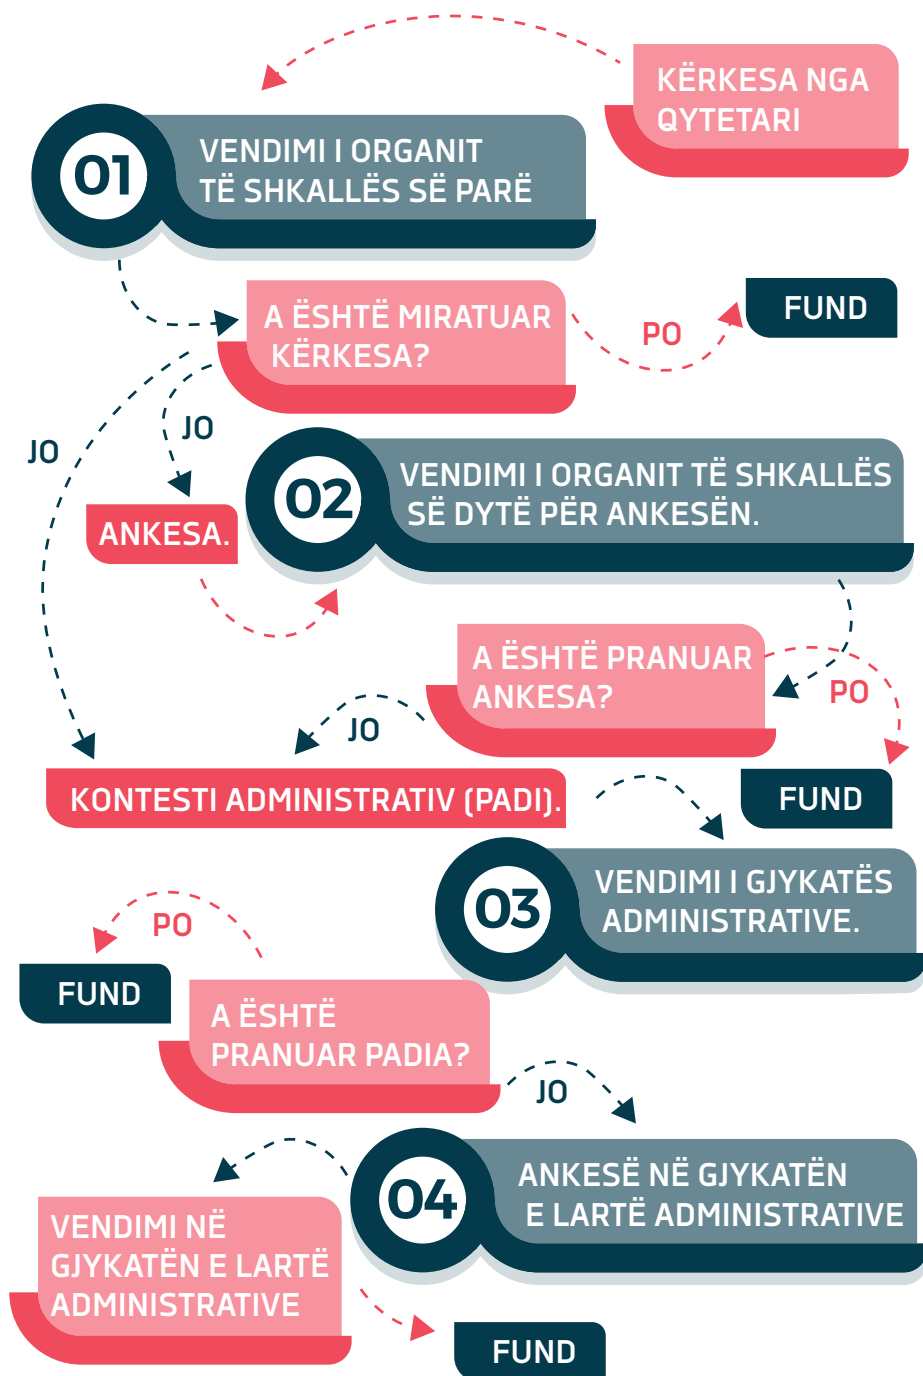 KËRKESA NGA
QYTETARI
01
VENDIMI I ORGANIT
TË SHKALLËS SË PARË
A ËSHTË MIRATUAR
KËRKESA?
PO
FUND
JO
JO
ANKESA.
02
VENDIMI I ORGANIT TË SHKALLËS
SË DYTË PËR ANKESËN.
A ËSHTË PRANUAR
ANKESA?
PO
FUND
JO
KONTESTI ADMINISTRATIV (PADI).
03
VENDIMI I GJYKATËS
ADMINISTRATIVE.
A ËSHTË
PRANUAR PADIA?
PO
FUND
JO
04
ANKESË NË GJYKATËN
E LARTË ADMINISTRATIVE
VENDIMI NË
GJYKATËN E LARTË
ADMINISTRATIVE
FUND